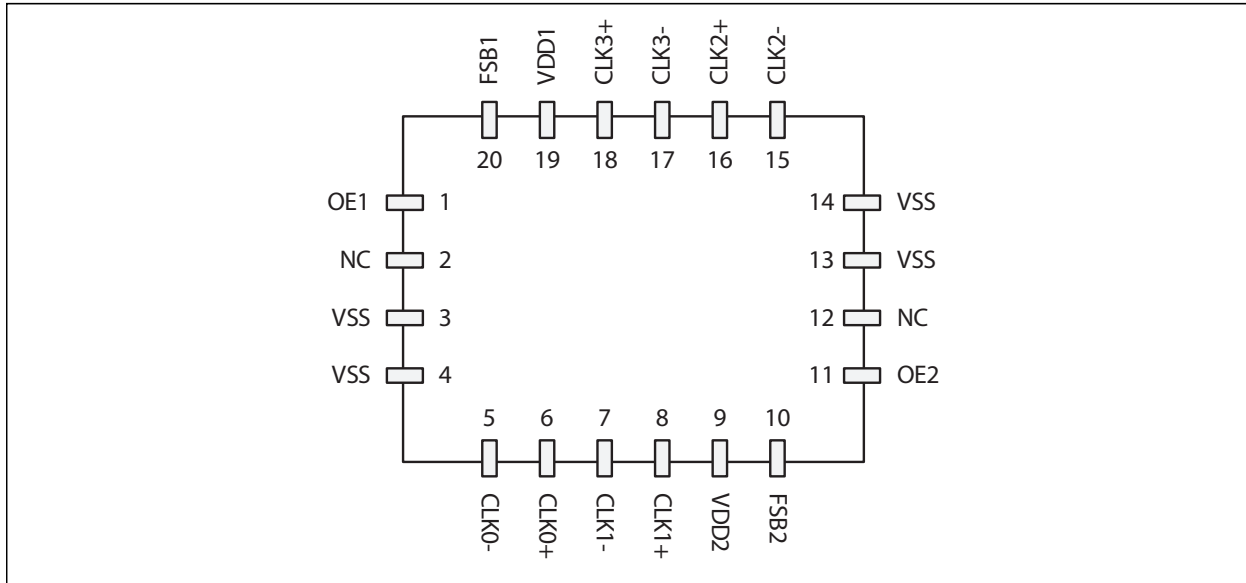 FSB1
VDD1
CLK3+
CLK3-
CLK2+
CLK2-
20 19 18 17 16 15
OE1 1 14 VSS
NC 2 13 VSS
VSS 3 12 NC
VSS 4 11 OE2
5 6 7 8 9 10
CLK0-
CLK0+
CLK1-
CLK1+
VDD2
FSB2